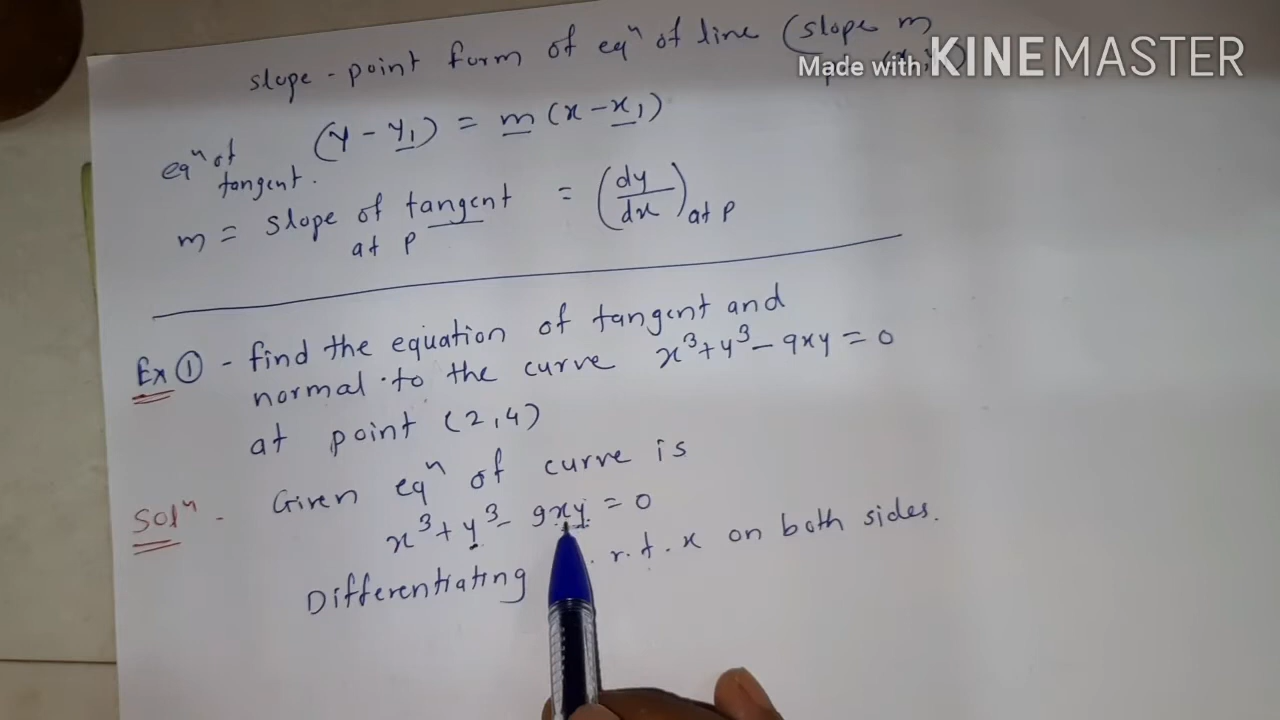 slope - point form of eqⁿ of line (slope m
Made with KINEMASTER
eqⁿ of tangent. (y - y₁) = m (x - x₁)
m = slope of tangent at P = (dy/dx) at P
Ex ① - find the equation of tangent and
normal to the curve x³ + y³ - 9xy = 0
at point (2,4)
Solⁿ - Given eqⁿ of curve is
x³ + y³ - 9xy = 0
Differentiating r.t. x on both sides.